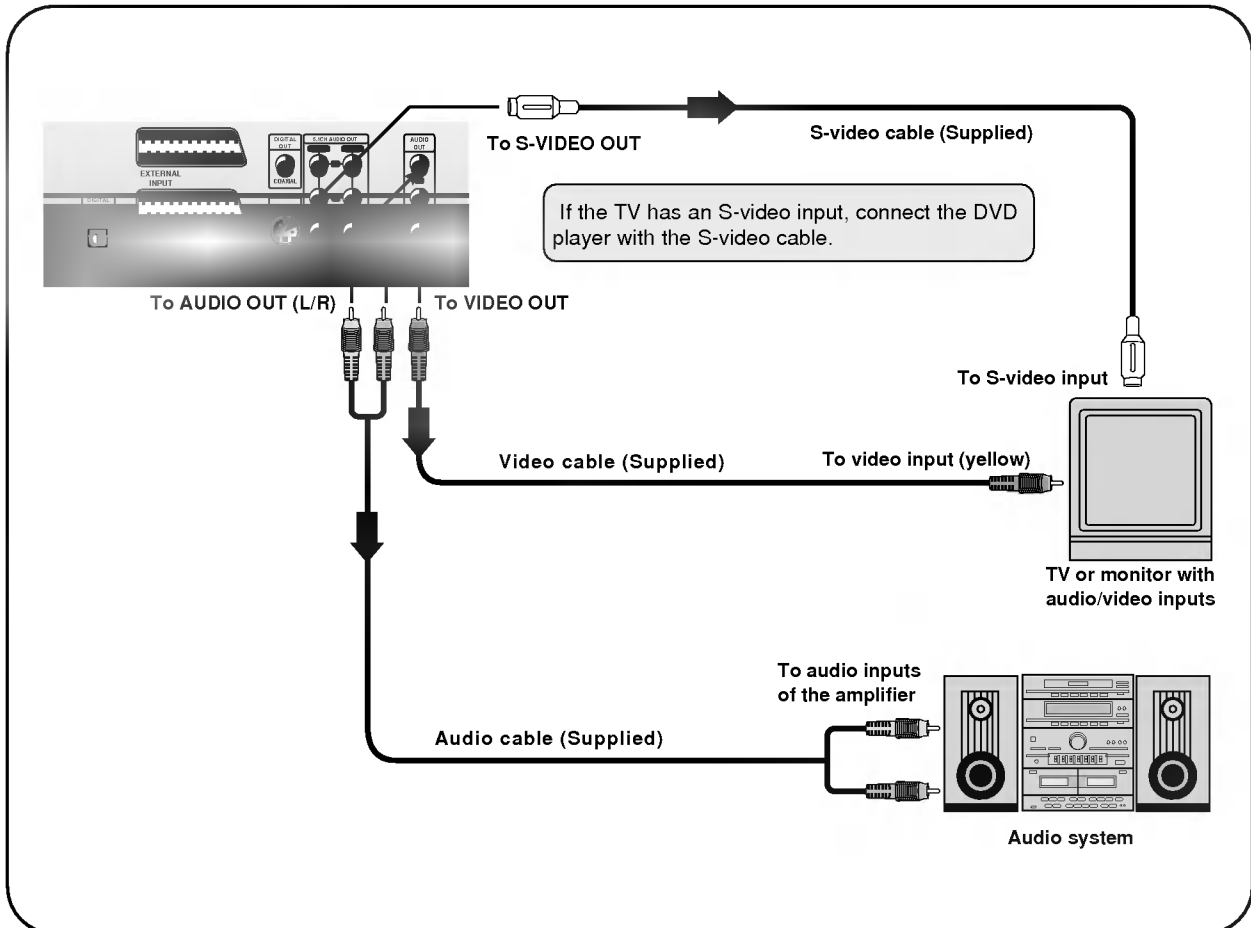 To S-VIDEO OUT
S-video cable (Supplied)
DIGITAL
OUT
COAXIAL
5.1CH AUDIO OUT
AUDIO
OUT
EXTERNAL
INPUT
DIGITAL
If the TV has an S-video input, connect the DVD
player with the S-video cable.
To AUDIO OUT (L/R)
To VIDEO OUT
To S-video input
Video cable (Supplied)
To video input (yellow)
TV or monitor with
audio/video inputs
To audio inputs
of the amplifier
Audio cable (Supplied)
Audio system